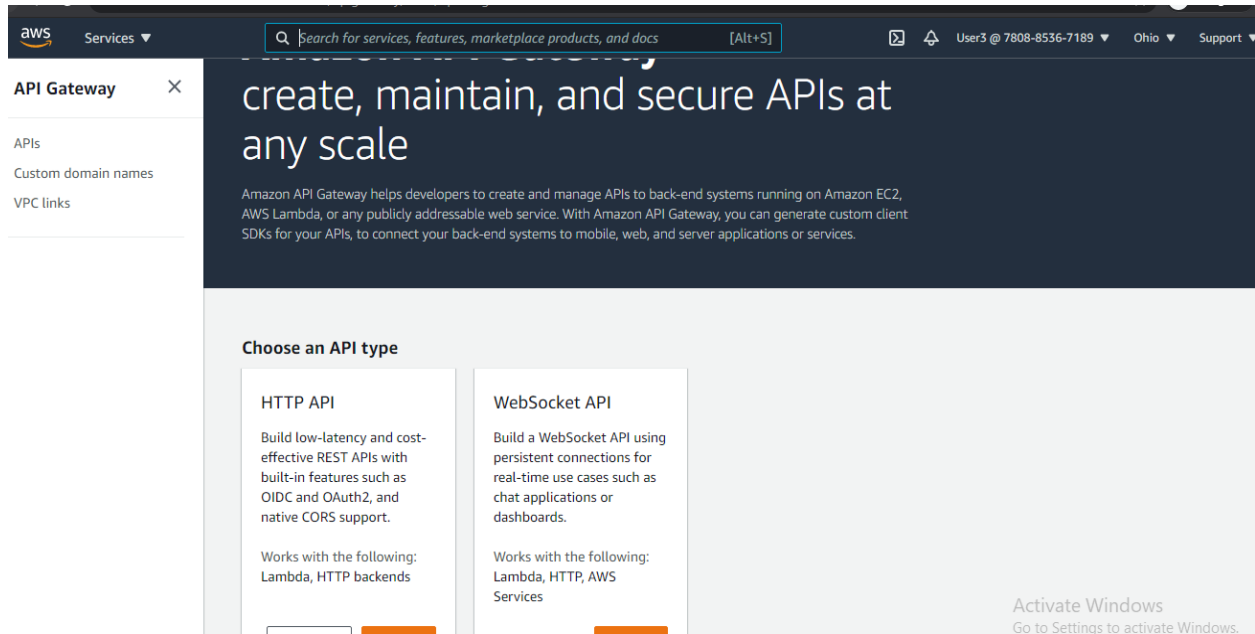 aws
Services ▼
Search for services, features, marketplace products, and docs [Alt+S]
User3 @ 7808-8536-7189 ▼
Ohio ▼
Support ▼
API Gateway
APIs
Custom domain names
VPC links
Amazon API Gateway
create, maintain, and secure APIs at
any scale
Amazon API Gateway helps developers to create and manage APIs to back-end systems running on Amazon EC2,
AWS Lambda, or any publicly addressable web service. With Amazon API Gateway, you can generate custom client
SDKs for your APIs, to connect your back-end systems to mobile, web, and server applications or services.
Choose an API type
HTTP API
Build low-latency and cost-
effective REST APIs with
built-in features such as
OIDC and OAuth2, and
native CORS support.
Works with the following:
Lambda, HTTP backends
WebSocket API
Build a WebSocket API using
persistent connections for
real-time use cases such as
chat applications or
dashboards.
Works with the following:
Lambda, HTTP, AWS
Services
Activate Windows
Go to Settings to activate Windows.